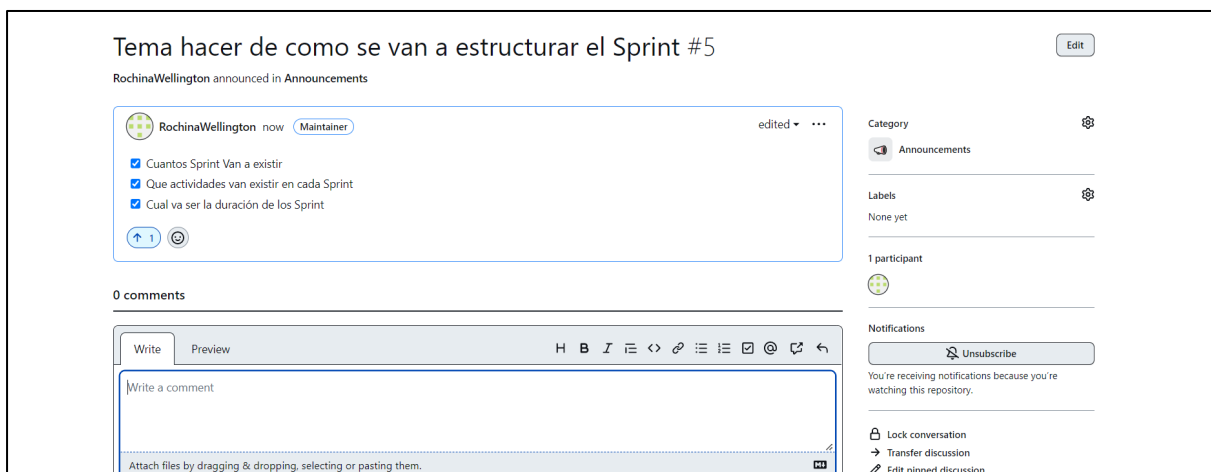 Tema hacer de como se van a estructurar el Sprint #5
Edit
RochinaWellington announced in Announcements
RochinaWellington now Maintainer
edited
Cuantos Sprint Van a existir
Que actividades van existir en cada Sprint
Cual va ser la duración de los Sprint
1
0 comments
Write Preview
H B I
Write a comment
Attach files by dragging & dropping, selecting or pasting them.
Category
Announcements
Labels
None yet
1 participant
Notifications
Unsubscribe
You're receiving notifications because you're
watching this repository.
Lock conversation
Transfer discussion
Edit pinned discussion